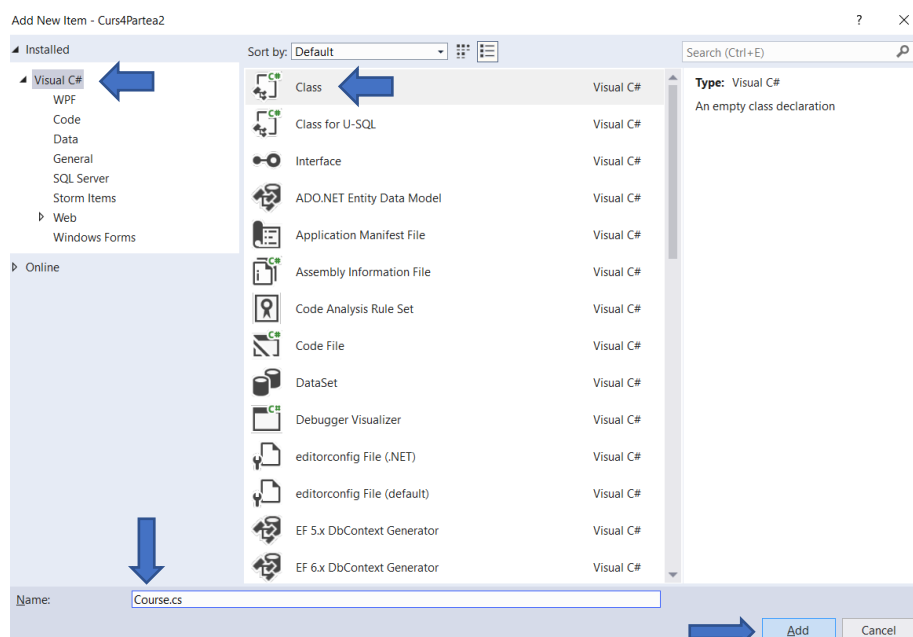 Add New Item - Curs4Partea2
? ×
Installed
Sort by: Default
Search (Ctrl+E)
Visual C#
WPF
Code
Data
General
SQL Server
Storm Items
Web
Windows Forms
Online
Class Visual C#
Class for U-SQL Visual C#
Interface Visual C#
ADO.NET Entity Data Model Visual C#
Application Manifest File Visual C#
Assembly Information File Visual C#
Code Analysis Rule Set Visual C#
Code File Visual C#
DataSet Visual C#
Debugger Visualizer Visual C#
editorconfig File (.NET) Visual C#
editorconfig File (default) Visual C#
EF 5.x DbContext Generator Visual C#
EF 6.x DbContext Generator Visual C#
Type: Visual C#
An empty class declaration
Name: Course.cs
Add Cancel